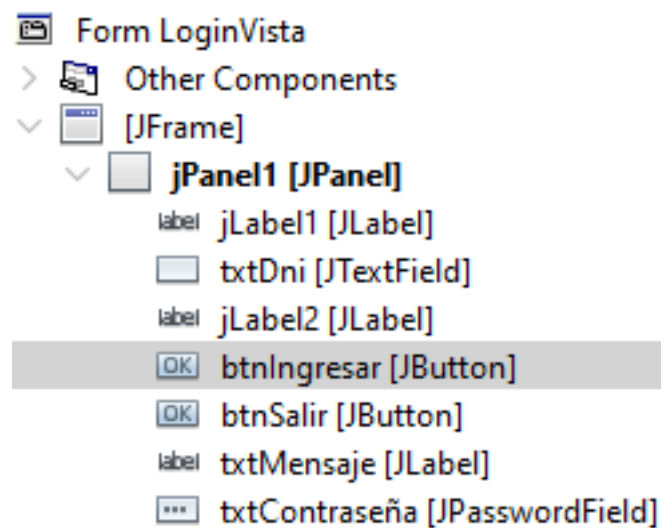 Form LoginVista
Other Components
[JFrame]
jPanel1 [JPanel]
label jLabel1 [JLabel]
txtDni [JTextField]
label jLabel2 [JLabel]
OK btnIngresar [JButton]
OK btnSalir [JButton]
label txtMensaje [JLabel]
txtContraseña [JPasswordField]